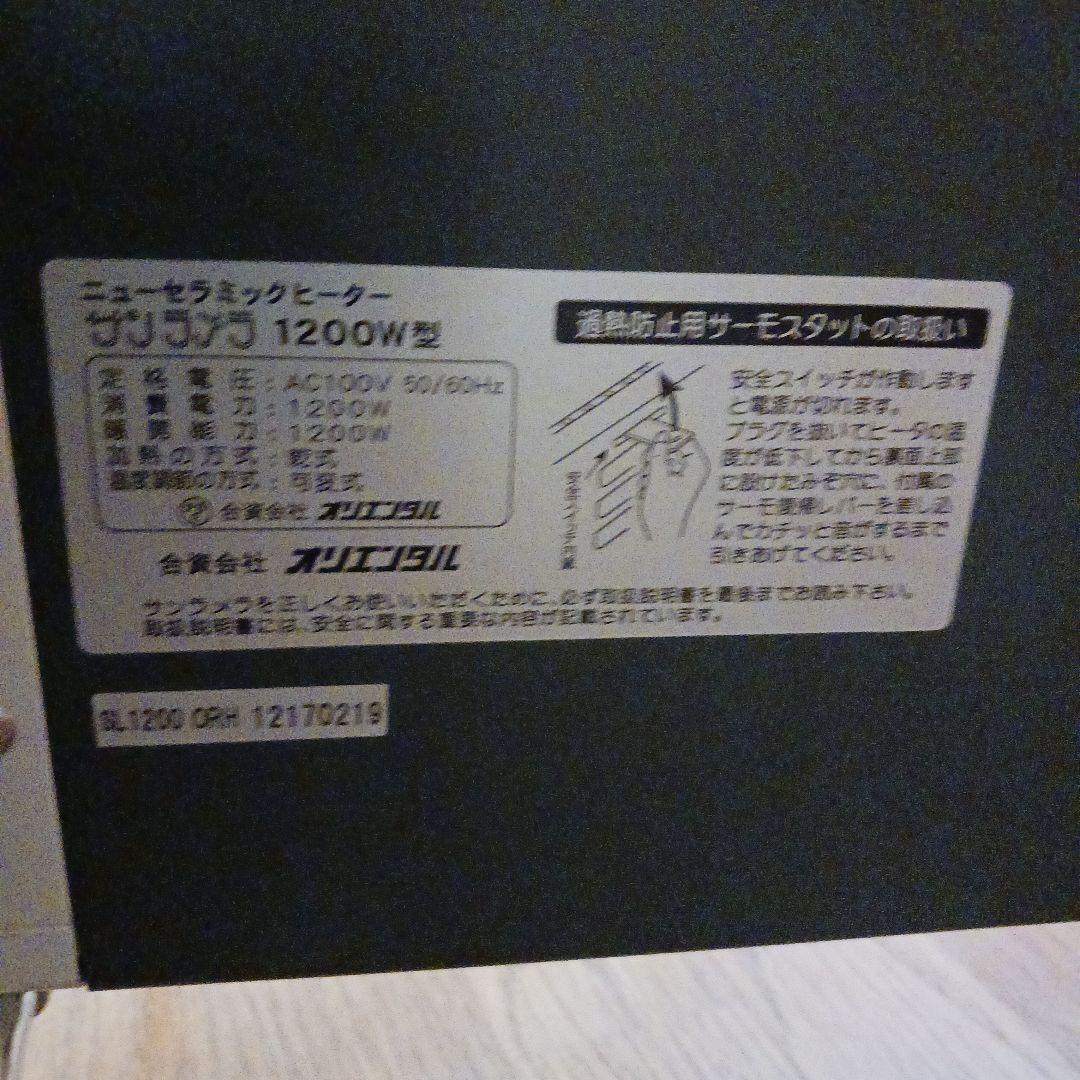 ニューセラミックヒーター
サンラメラ 1200W型
定格電圧: AC100V 50/60Hz
消費電力: 1200W
暖房能力: 1200W
加熱の方式: 乾式
温度調節の方式: 可変式
合資会社 オリエンタル
合資会社 オリエンタル
過熱防止用サーモスタットの取扱い
安全スイッチが作動します
と電源が切れます。
プラグを抜いてヒータの温
度が低下してから裏面上部
に設けたみぞ穴に、付属の
サーモ復帰レバーを差し込
んでカチッと音がするまで
引きあげてください。
サンラメラを正しくお使いいただくために、必ず取扱説明書を最後までお読み下さい。
取扱説明書には、安全に関する重要な内容が記載されています。
SL1200 ORH 12170219